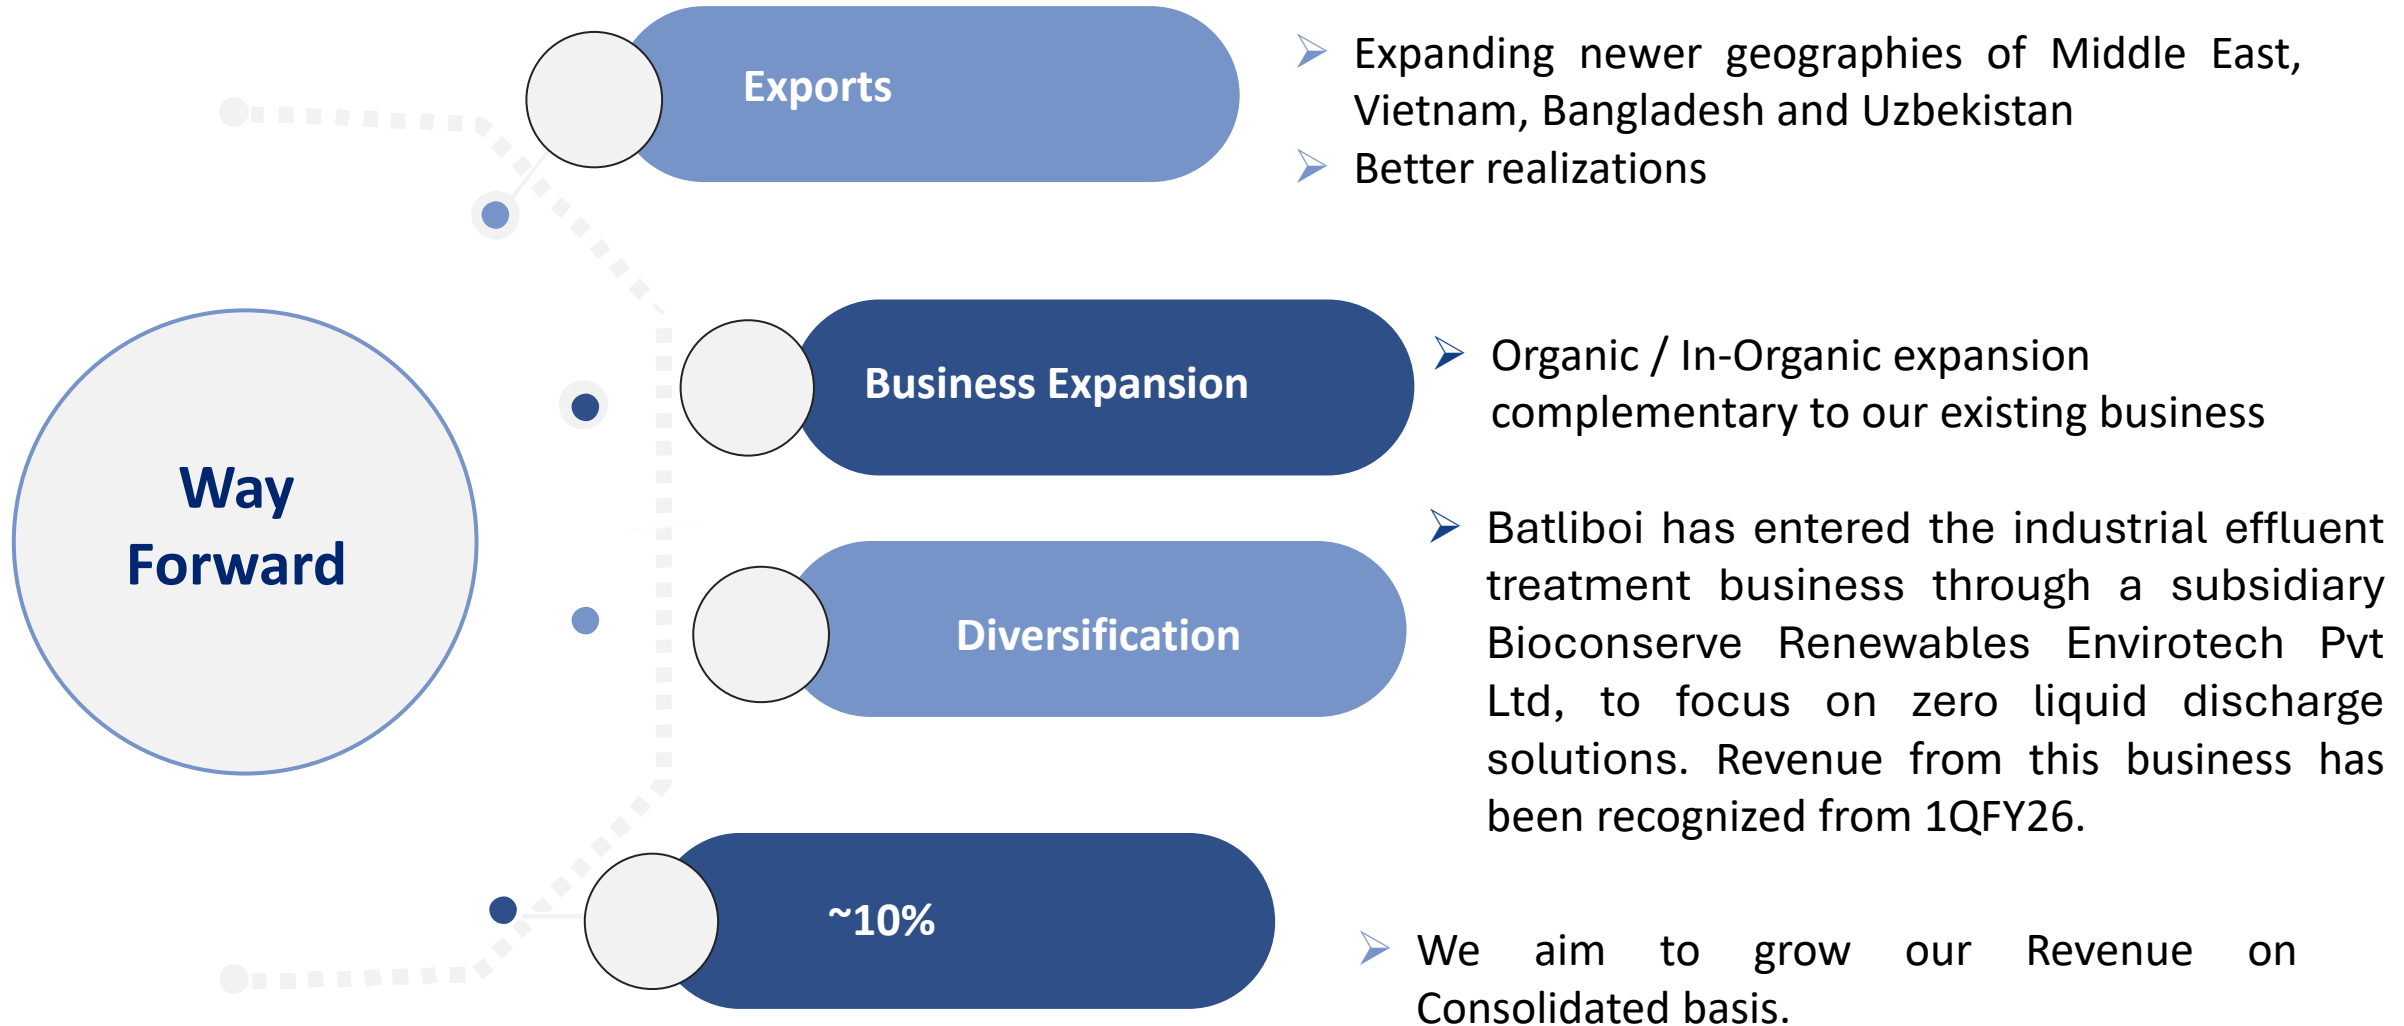 Exports
Expanding newer geographies of Middle East,
Vietnam, Bangladesh and Uzbekistan
Better realizations
Way
Forward
Business Expansion
Organic / In-Organic expansion
complementary to our existing business
Diversification
Batliboi has entered the industrial effluent
treatment business through a subsidiary
Bioconserve Renewables Envirotech Pvt
Ltd, to focus on zero liquid discharge
solutions. Revenue from this business has
been recognized from 1QFY26.
~10%
We aim to grow our Revenue on
Consolidated basis.